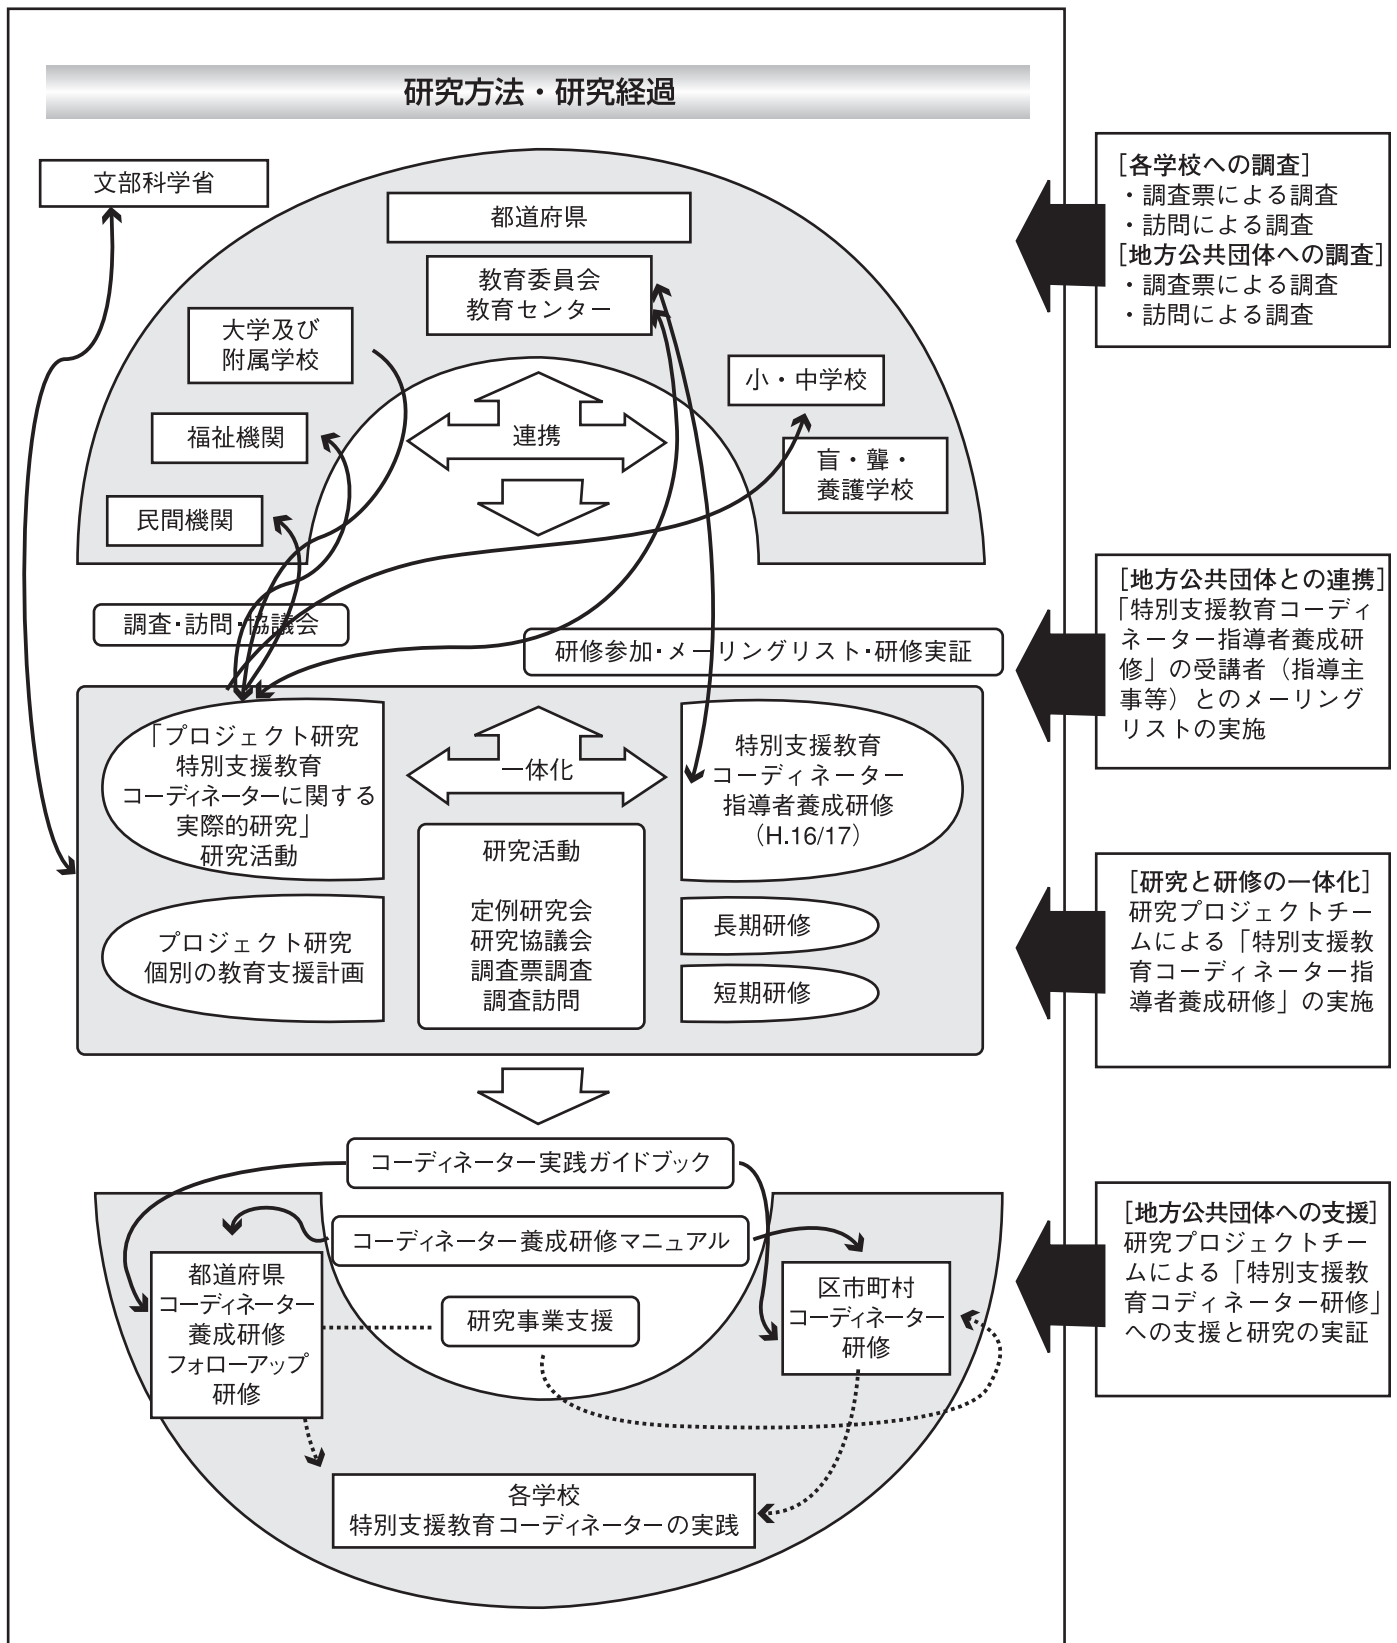 研究方法・研究経過
文部科学省
都道府県
教育委員会
教育センター
大学及び
附属学校
小・中学校
福祉機関
連携
盲・聾・
養護学校
民間機関
調査・訪問・協議会
研修参加・メーリングリスト・研修実証
「プロジェクト研究
特別支援教育
コーディネーターに関する
実際的研究」
研究活動
一体化
特別支援教育
コーディネーター
指導者養成研修
（H.16/17）
研究活動
定例研究会
研究協議会
調査票調査
調査訪問
プロジェクト研究
個別の教育支援計画
長期研修
短期研修
コーディネーター実践ガイドブック
コーディネーター養成研修マニュアル
研究事業支援
都道府県
コーディネーター
養成研修
フォローアップ
研修
区市町村
コーディネーター
研修
各学校
特別支援教育コーディネーターの実践
［各学校への調査］
・調査票による調査
・訪問による調査
［地方公共団体への調査］
・調査票による調査
・訪問による調査
［地方公共団体との連携］
「特別支援教育コーディ
ネーター指導者養成研
修」の受講者（指導主
事等）とのメーリング
リストの実施
［研究と研修の一体化］
研究プロジェクトチー
ムによる「特別支援教
育コーディネーター指
導者養成研修」の実施
［地方公共団体への支援］
研究プロジェクトチー
ムによる「特別支援教
育コディネーター研修」
への支援と研究の実証